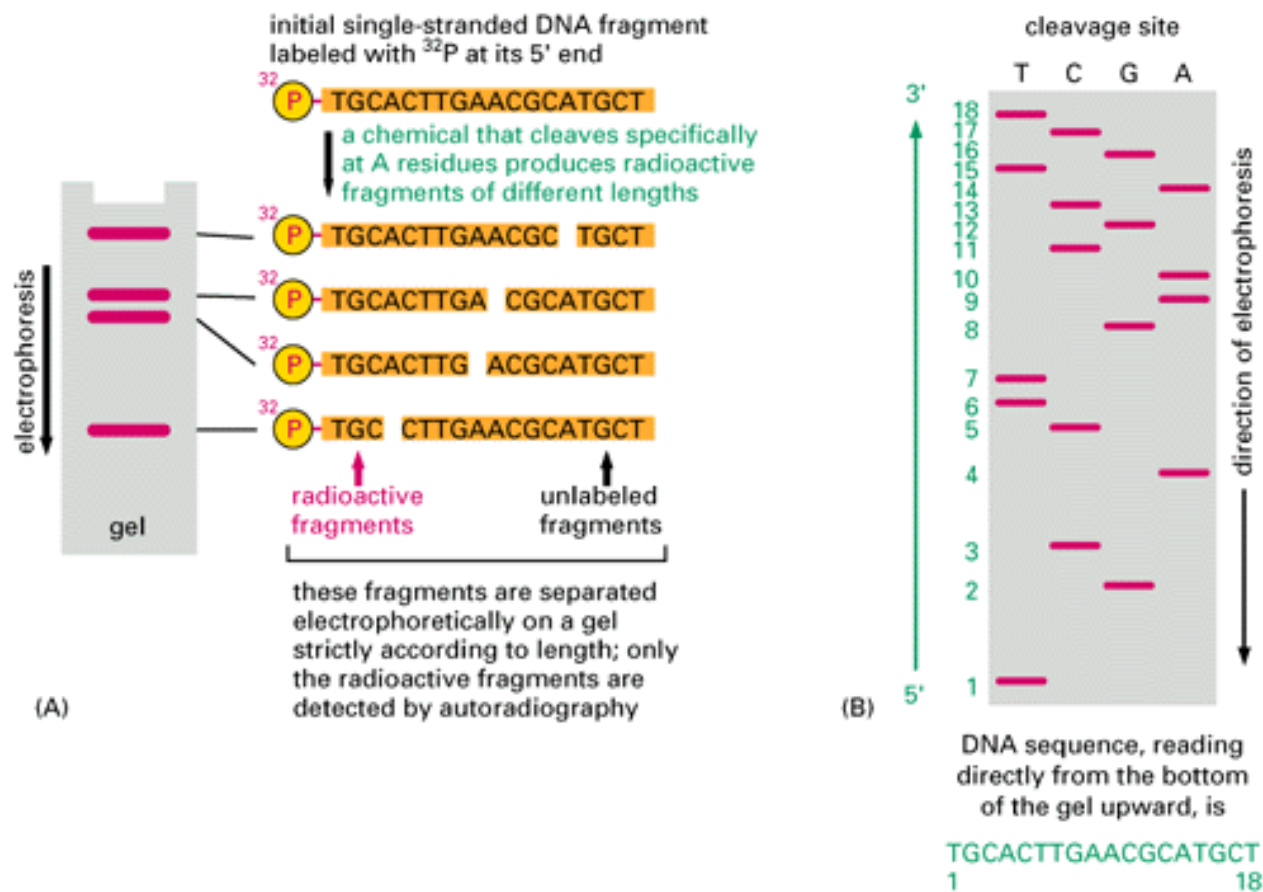 initial single-stranded DNA fragment
labeled with ³²P at its 5' end
32
P TGCACTTGAACGCATGCT
a chemical that cleaves specifically
at A residues produces radioactive
fragments of different lengths
32
P TGCACTTGAACGC TGCT
32
P TGCACTTGA CGCATGCT
32
P TGCACTTG ACGCATGCT
32
P TGC CTTGAACGCATGCT
electrophoresis
gel
radioactive
fragments
unlabeled
fragments
these fragments are separated
electrophoretically on a gel
strictly according to length; only
the radioactive fragments are
detected by autoradiography
(A)
cleavage site
T C G A
3'
18
17
16
15
14
13
12
11
10
9
8
7
6
5
4
3
2
1
5'
direction of electrophoresis
(B)
DNA sequence, reading
directly from the bottom
of the gel upward, is
TGCACTTGAACGCATGCT
1 18